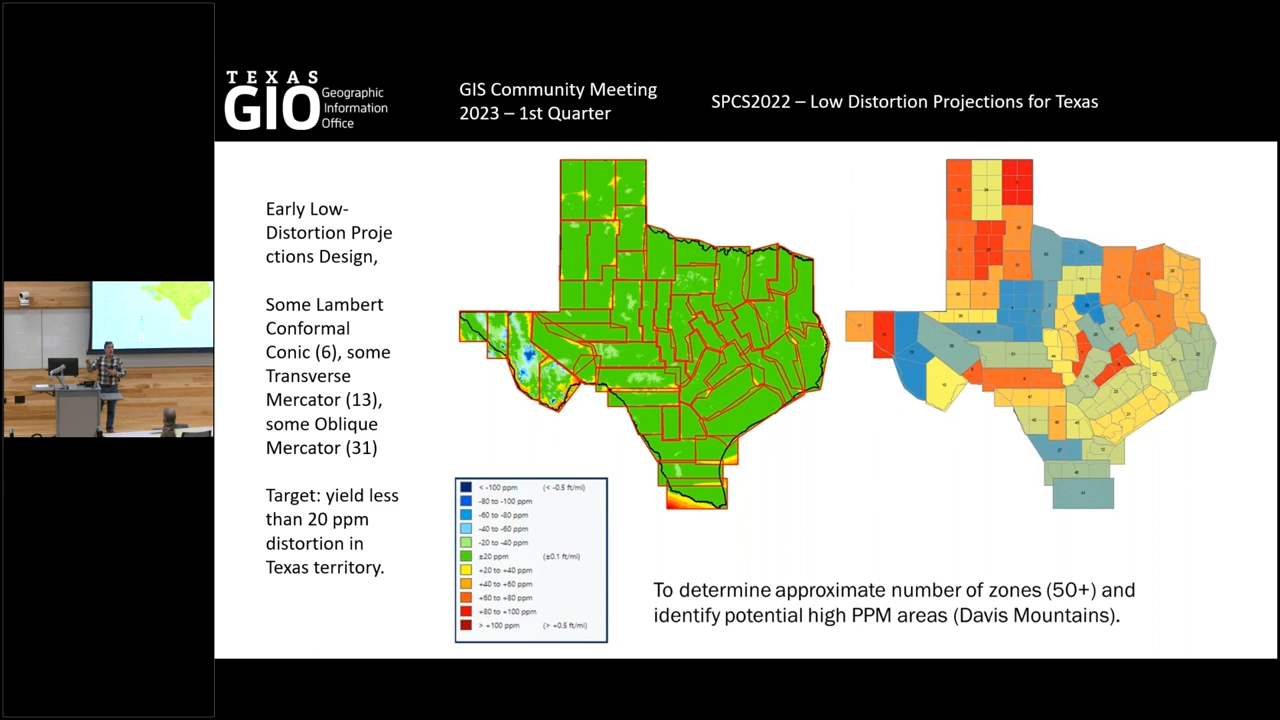 TEXAS
GIO
Geographic
Information
Office
GIS Community Meeting
2023 – 1st Quarter
SPCS2022 – Low Distortion Projections for Texas
Early Low-
Distortion Proje
ctions Design,
Some Lambert
Conformal
Conic (6), some
Transverse
Mercator (13),
some Oblique
Mercator (31)
Target: yield less
than 20 ppm
distortion in
Texas territory.
< -100 ppm (< -0.5 ft/mi)
-80 to -100 ppm
-60 to -80 ppm
-40 to -60 ppm
-20 to -40 ppm
±20 ppm (±0.1 ft/mi)
+20 to +40 ppm
+40 to +60 ppm
+60 to +80 ppm
+80 to +100 ppm
> +100 ppm (> +0.5 ft/mi)
To determine approximate number of zones (50+) and
identify potential high PPM areas (Davis Mountains).